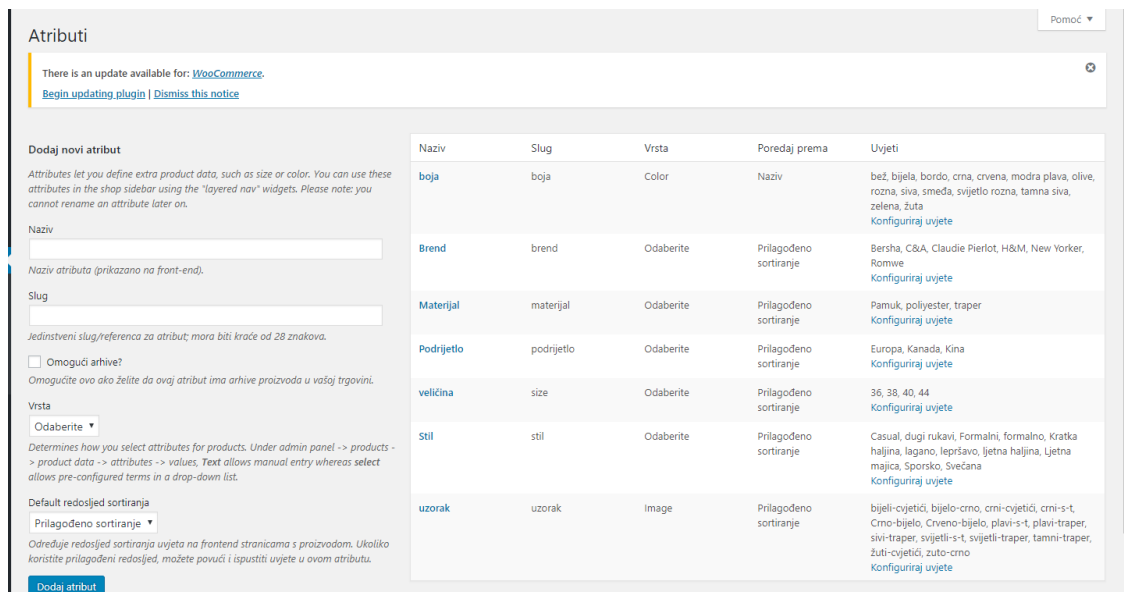 Pomoć ▼
Atributi
There is an update available for: WooCommerce.
Begin updating plugin | Dismiss this notice
Dodaj novi atribut
Attributes let you define extra product data, such as size or color. You can use these
attributes in the shop sidebar using the "layered nav" widgets. Please note: you
cannot rename an attribute later on.
Naziv
Naziv atributa (prikazano na front-end).
Slug
Jedinstveni slug/referenca za atribut; mora biti kraće od 28 znakova.
Omogući arhive?
Omogućite ovo ako želite da ovaj atribut ima arhive proizvoda u vašoj trgovini.
Vrsta
Odaberite ▼
Determines how you select attributes for products. Under admin panel -> products -
> product data -> attributes -> values, Text allows manual entry whereas select
allows pre-configured terms in a drop-down list.
Default redosljed sortiranja
Prilagođeno sortiranje ▼
Određuje redosljed sortiranja uvjeta na frontend stranicama s proizvodom. Ukoliko
koristite prilagođeni redosljed, možete povući i ispustiti uvjete u ovom atributu.
Dodaj atribut
Naziv Slug Vrsta Poredaj prema Uvjeti
boja boja Color Naziv bež, bijela, bordo, crna, crvena, modra plava, olive,
rozna, siva, smeđa, svijetlo rozna, tamna siva,
zelena, žuta
Konfiguriraj uvjete
Brend brend Odaberite Prilagođeno Bersha, C&A, Claudie Pierlot, H&M, New Yorker,
sortiranje Romwe
Konfiguriraj uvjete
Materijal materijal Odaberite Prilagođeno Pamuk, poliyester, traper
sortiranje Konfiguriraj uvjete
Podrijetlo podrijetlo Odaberite Prilagođeno Europa, Kanada, Kina
sortiranje Konfiguriraj uvjete
veličina size Odaberite Prilagođeno 36, 38, 40, 44
sortiranje Konfiguriraj uvjete
Stil stil Odaberite Prilagođeno Casual, dugi rukavi, Formalni, formalno, Kratka
sortiranje haljina, lagano, lepršavo, ljetna haljina, Ljetna
majica, Sporsko, Svečana
Konfiguriraj uvjete
uzorak uzorak Image Prilagođeno bijeli-cvjetići, bijelo-crno, crni-cvjetići, crni-s-t,
sortiranje Crno-bijelo, Crveno-bijelo, plavi-s-t, plavi-traper,
sivi-traper, svijetli-s-t, svijetli-traper, tamni-traper,
žuti-cvjetići, zuto-crno
Konfiguriraj uvjete